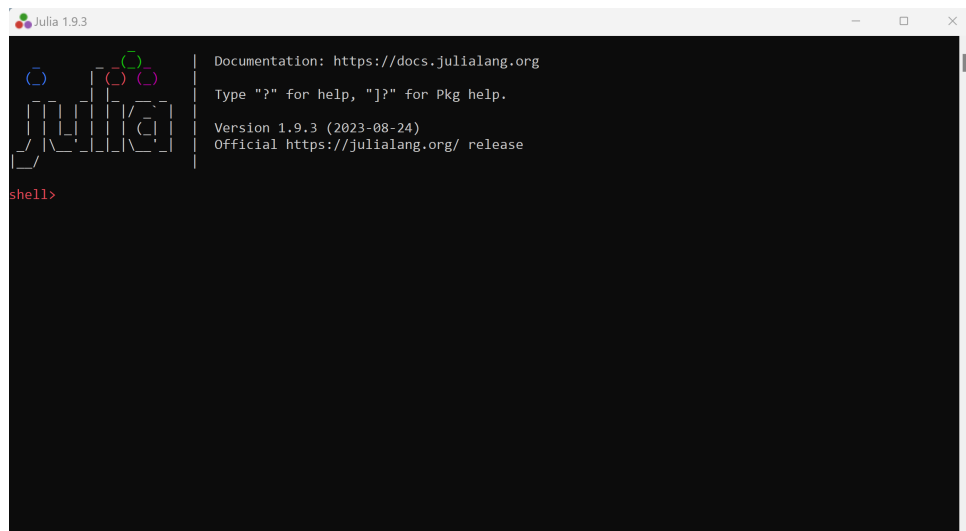 Julia 1.9.3
Documentation: https://docs.julialang.org
Type "?" for help, "]?" for Pkg help.
Version 1.9.3 (2023-08-24)
Official https://julialang.org/ release
shell>